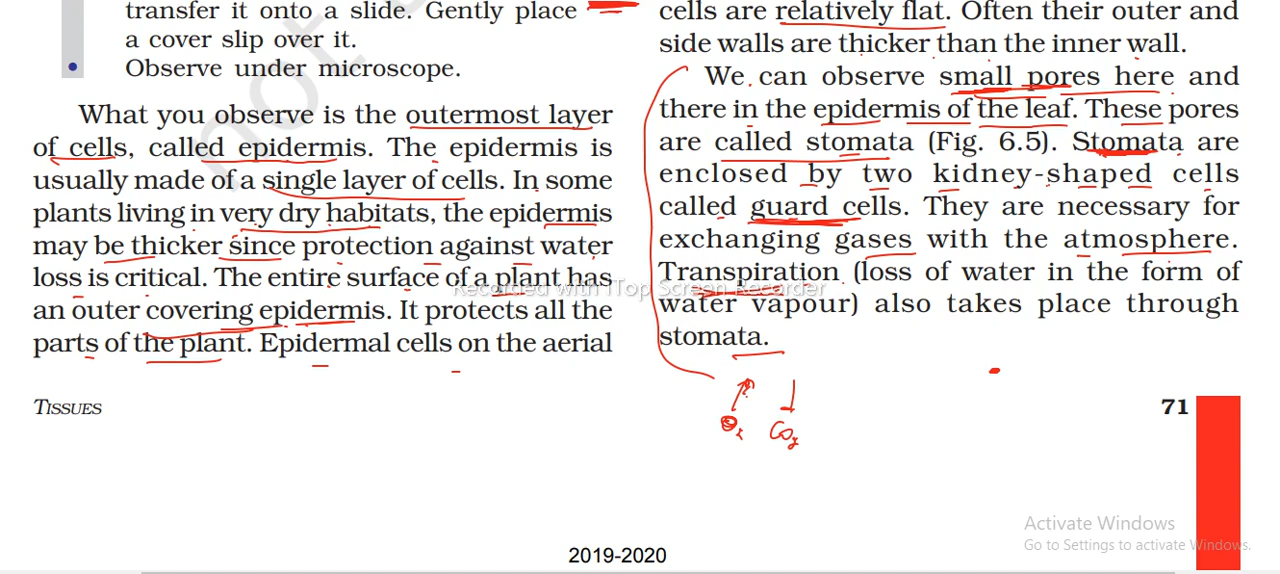 transfer it onto a slide. Gently place
a cover slip over it.
• Observe under microscope.
What you observe is the outermost layer
of cells, called epidermis. The epidermis is
usually made of a single layer of cells. In some
plants living in very dry habitats, the epidermis
may be thicker since protection against water
loss is critical. The entire surface of a plant has
an outer covering epidermis. It protects all the
parts of the plant. Epidermal cells on the aerial
cells are relatively flat. Often their outer and
side walls are thicker than the inner wall.
We can observe small pores here and
there in the epidermis of the leaf. These pores
are called stomata (Fig. 6.5). Stomata are
enclosed by two kidney-shaped cells
called guard cells. They are necessary for
exchanging gases with the atmosphere.
Transpiration (loss of water in the form of
water vapour) also takes place through
stomata.
Recorded with iTop Screen Recorder
O₂ CO₂
TISSUES
71
2019-2020
Activate Windows
Go to Settings to activate Windows.